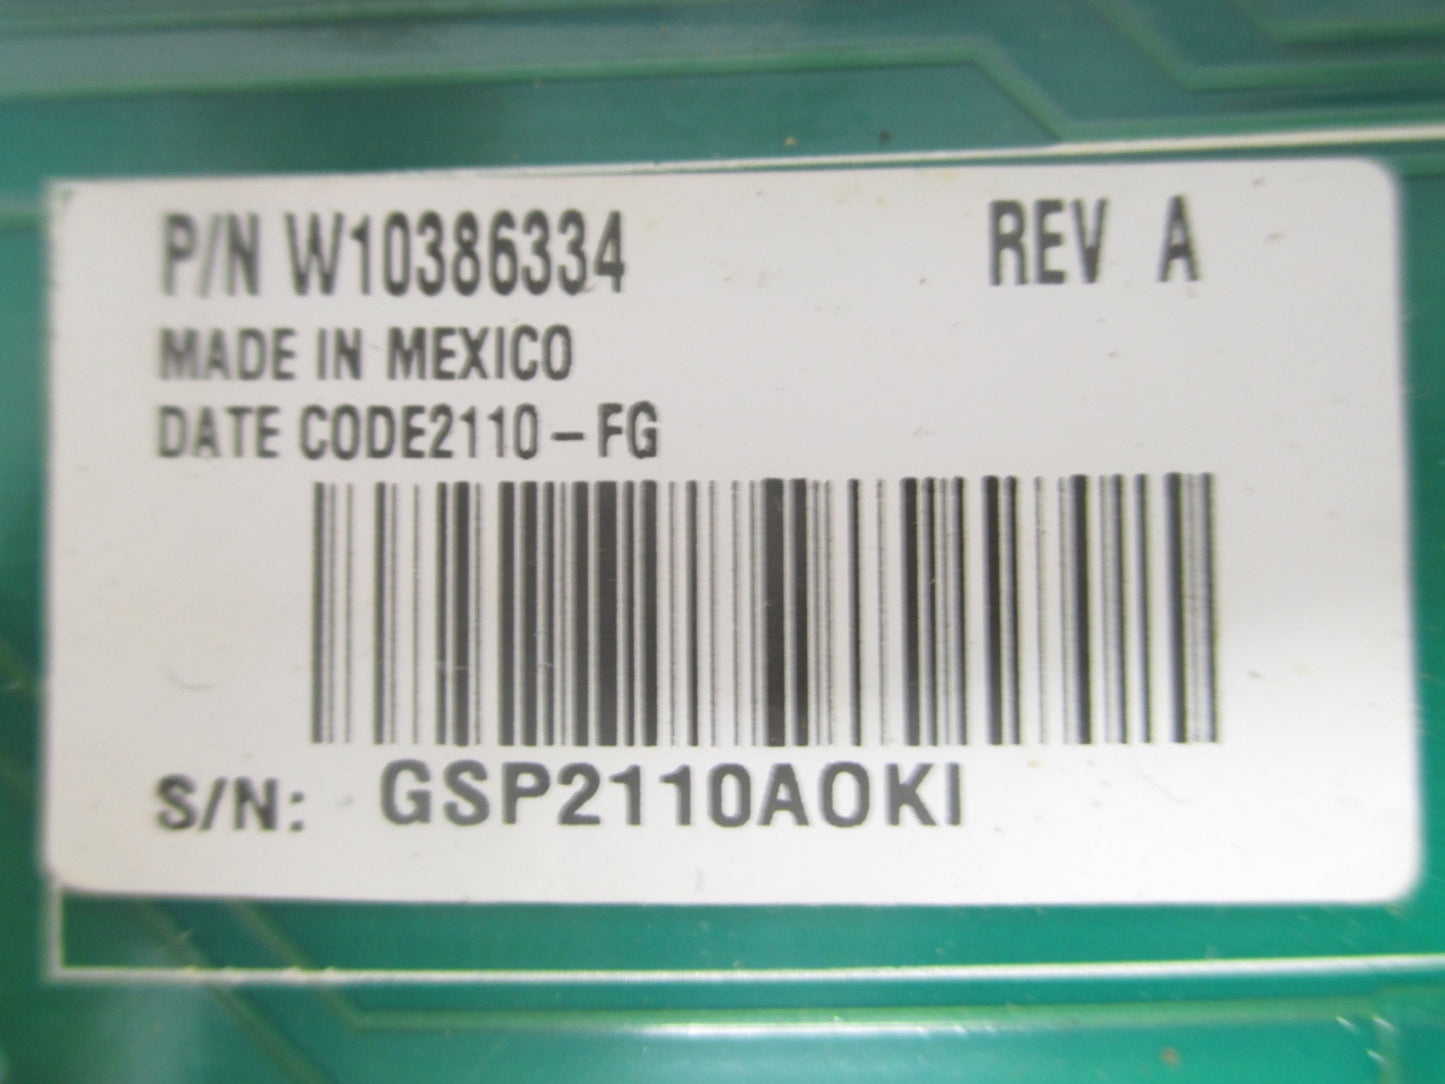 P/N W10386334 REV A
MADE IN MEXICO
DATE CODE2110-FG
S/N: GSP2110AOKI